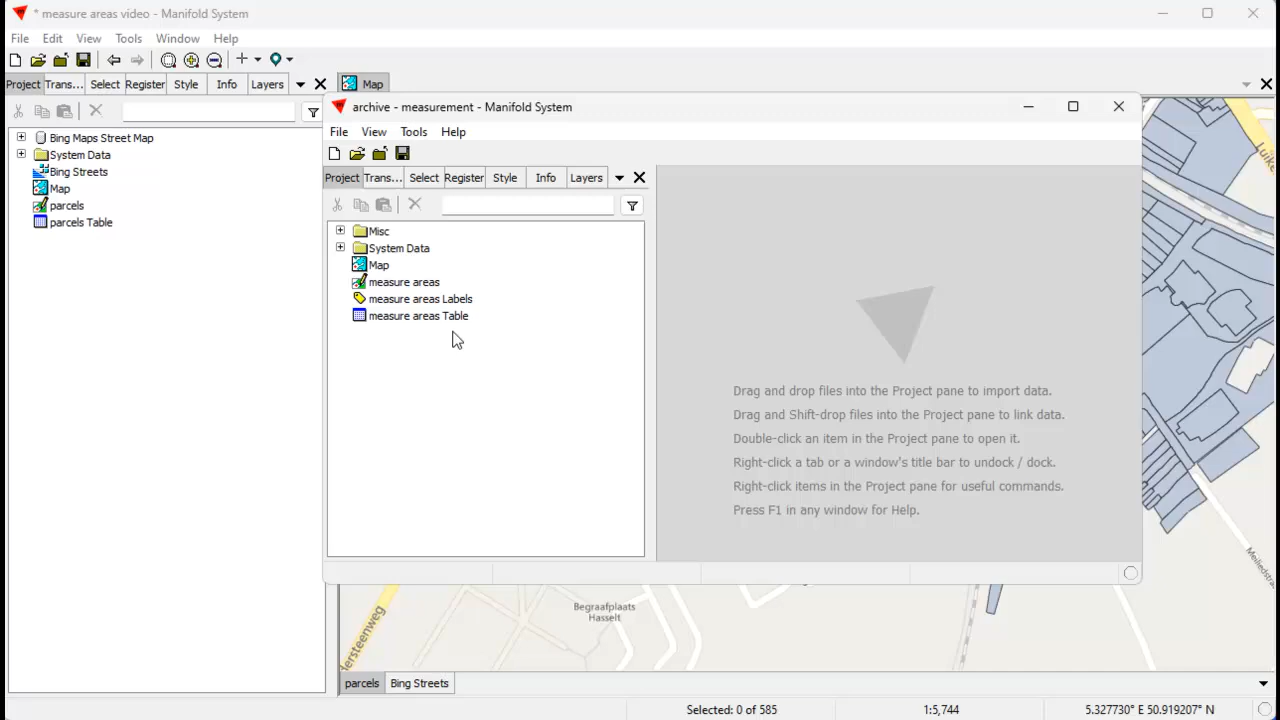 * measure areas video - Manifold System
File Edit View Tools Window Help
Project Trans... Select Register Style Info Layers
Map
Bing Maps Street Map
System Data
Bing Streets
Map
parcels
parcels Table
archive - measurement - Manifold System
File View Tools Help
Project Trans... Select Register Style Info Layers
Misc
System Data
Map
measure areas
measure areas Labels
measure areas Table
Drag and drop files into the Project pane to import data.
Drag and Shift-drop files into the Project pane to link data.
Double-click an item in the Project pane to open it.
Right-click a tab or a window's title bar to undock / dock.
Right-click items in the Project pane for useful commands.
Press F1 in any window for Help.
Begraafplaats
Hasselt
parcels Bing Streets
Selected: 0 of 585 1:5,744 5.327730° E 50.919207° N